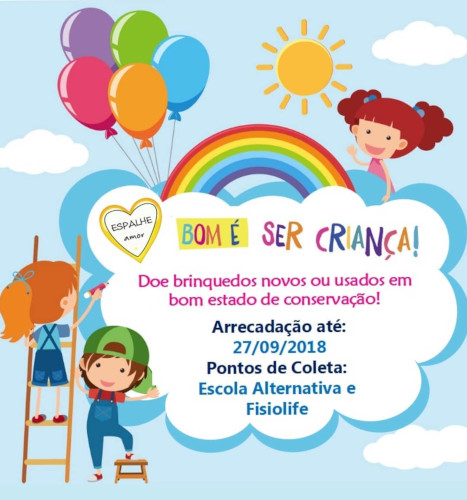 ESPALHE
amor
BOM É SER CRIANÇA!
Doe brinquedos novos ou usados em
bom estado de conservação!
Arrecadação até:
27/09/2018
Pontos de Coleta:
Escola Alternativa e
Fisiolife